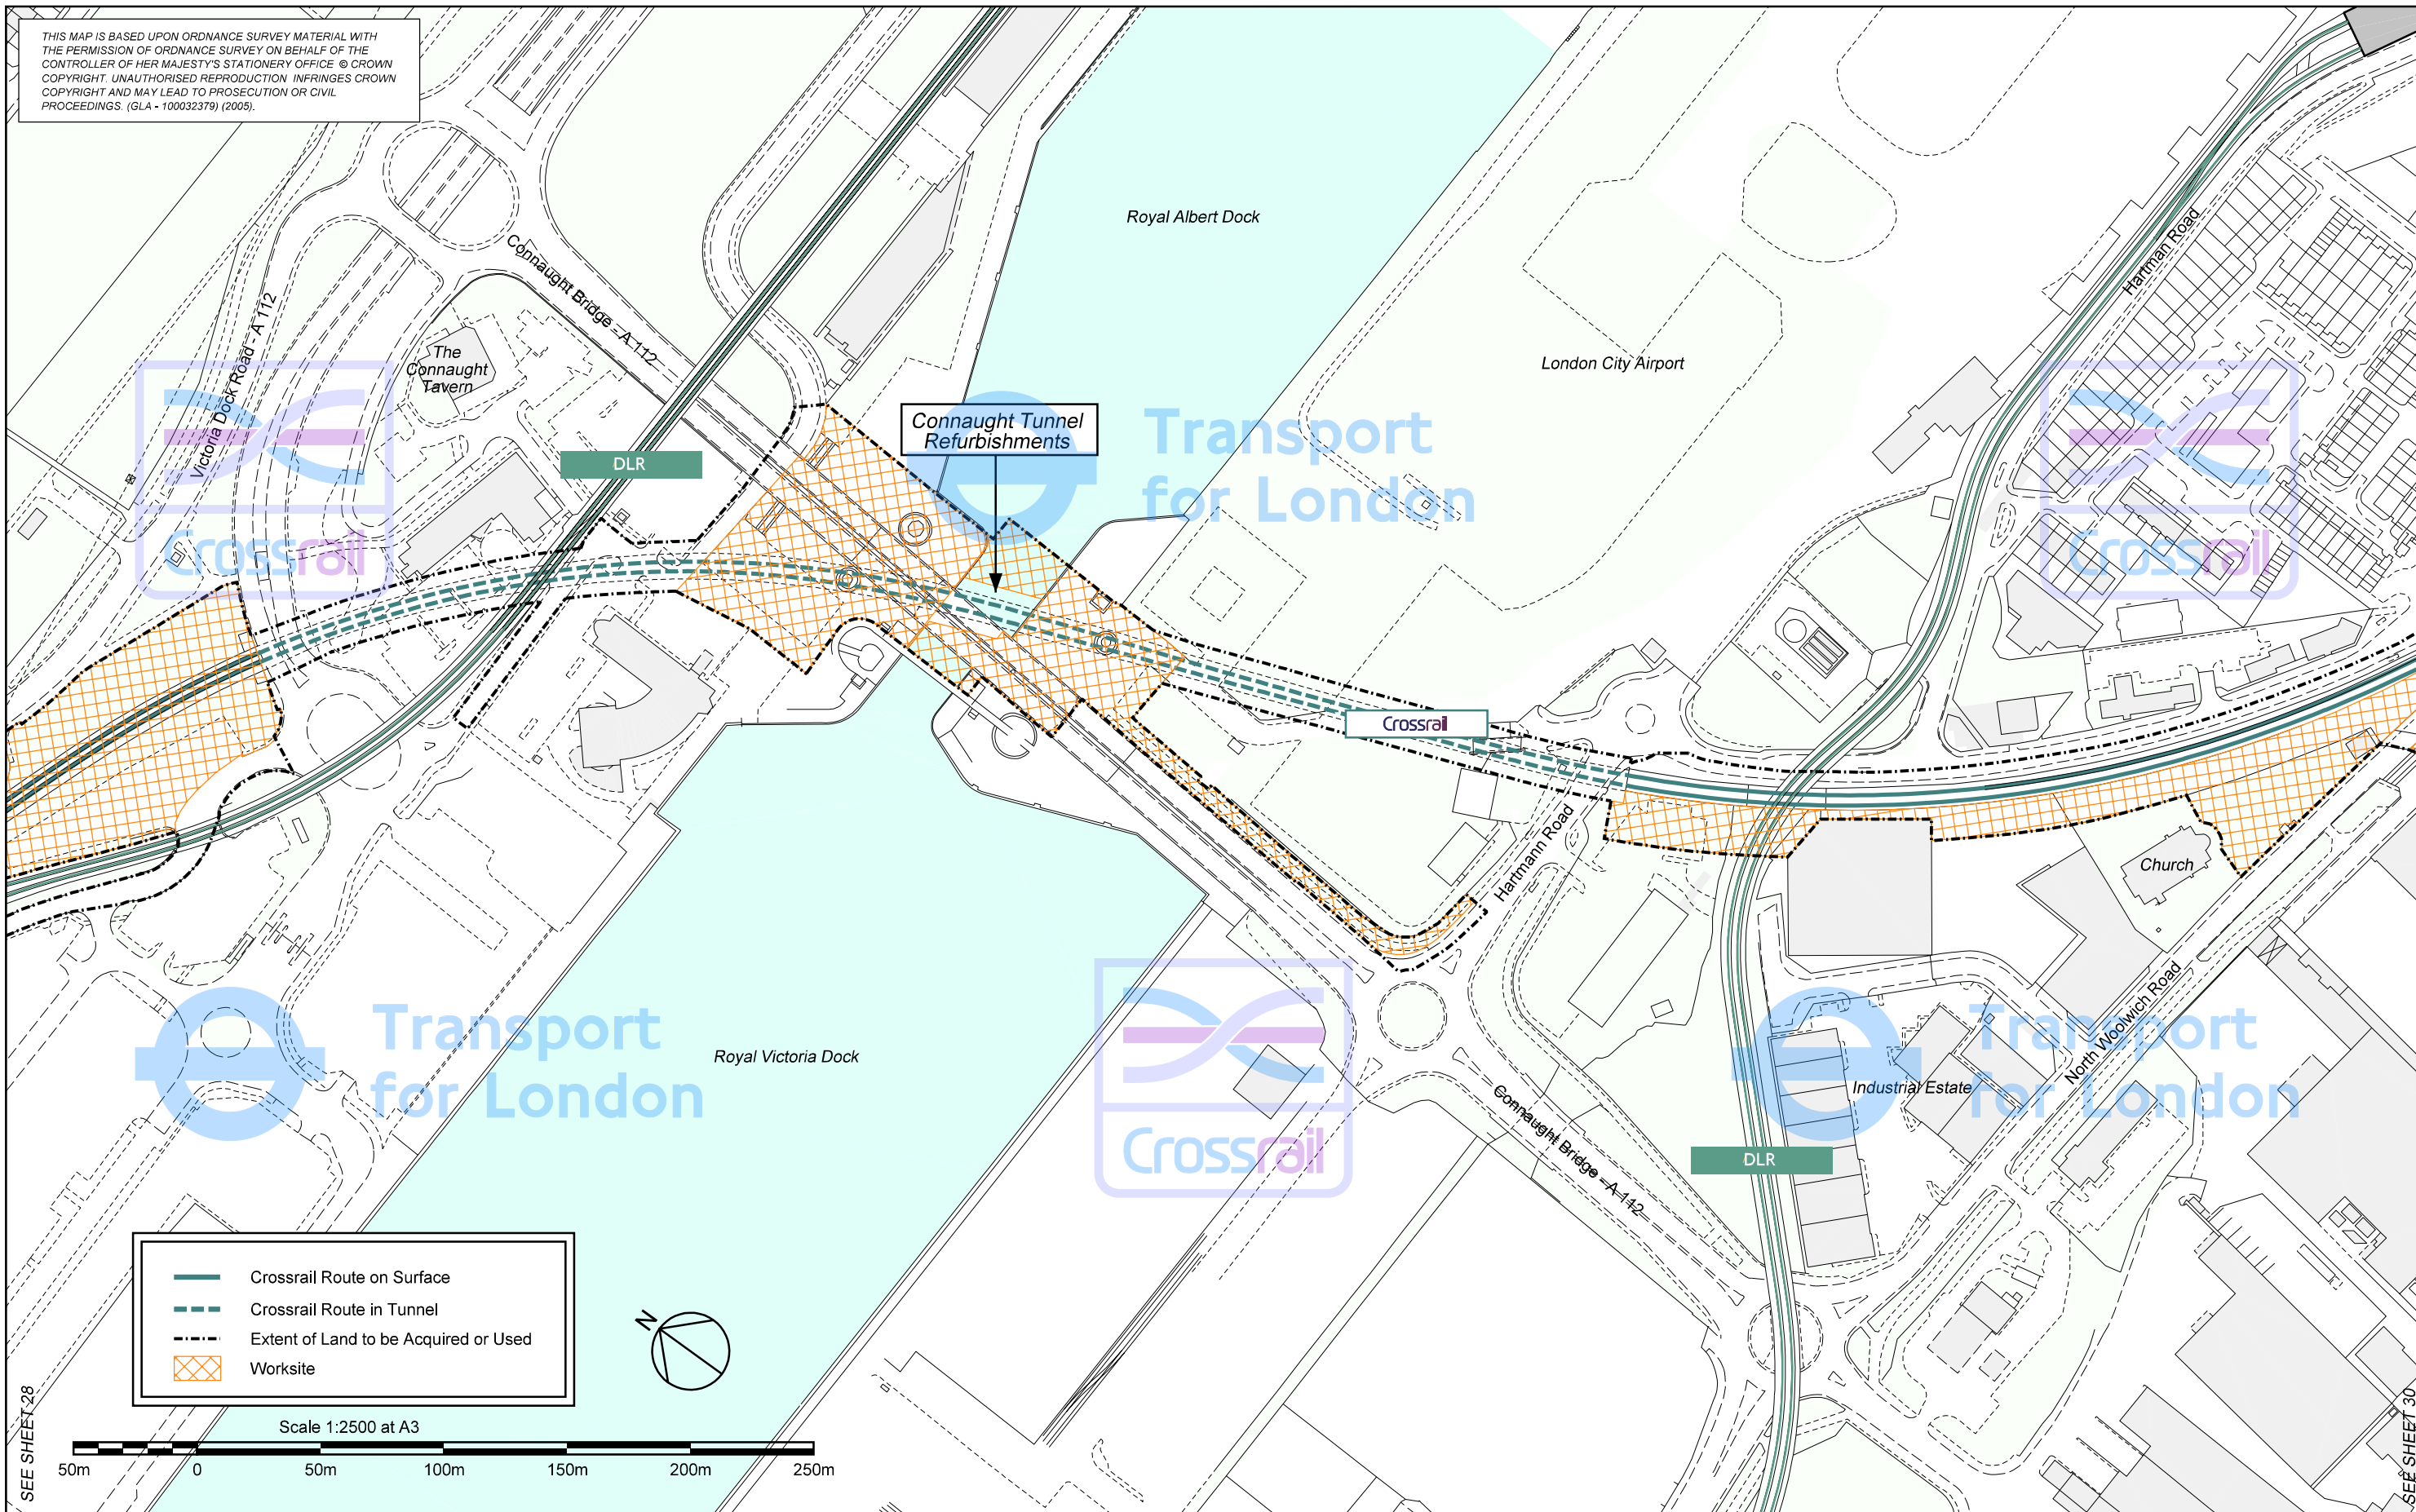 THIS MAP IS BASED UPON ORDNANCE SURVEY MATERIAL WITH
THE PERMISSION OF ORDNANCE SURVEY ON BEHALF OF THE
CONTROLLER OF HER MAJESTY'S STATIONERY OFFICE © CROWN
COPYRIGHT. UNAUTHORISED REPRODUCTION INFRINGES CROWN
COPYRIGHT AND MAY LEAD TO PROSECUTION OR CIVIL
PROCEEDINGS. (GLA - 100032379) (2005).
Royal Albert Dock
Hartman Road
Connaught Bridge - A 112
Victoria Dock Road - A 112
The
Connaught
Tavern
London City Airport
Connaught Tunnel
Refurbishments
Transport
for London
DLR
Crossrail
Crossrail
Crossrail
Hartmann Road
Church
Transport
for London
Royal Victoria Dock
Crossrail
Connaught Bridge - A 112
North Woolwich Road
Transport
for London
Industrial Estate
DLR
Crossrail Route on Surface
Crossrail Route in Tunnel
Extent of Land to be Acquired or Used
Worksite
N
Scale 1:2500 at A3
50m 0 50m 100m 150m 200m 250m
SEE SHEET 28
SEE SHEET 30